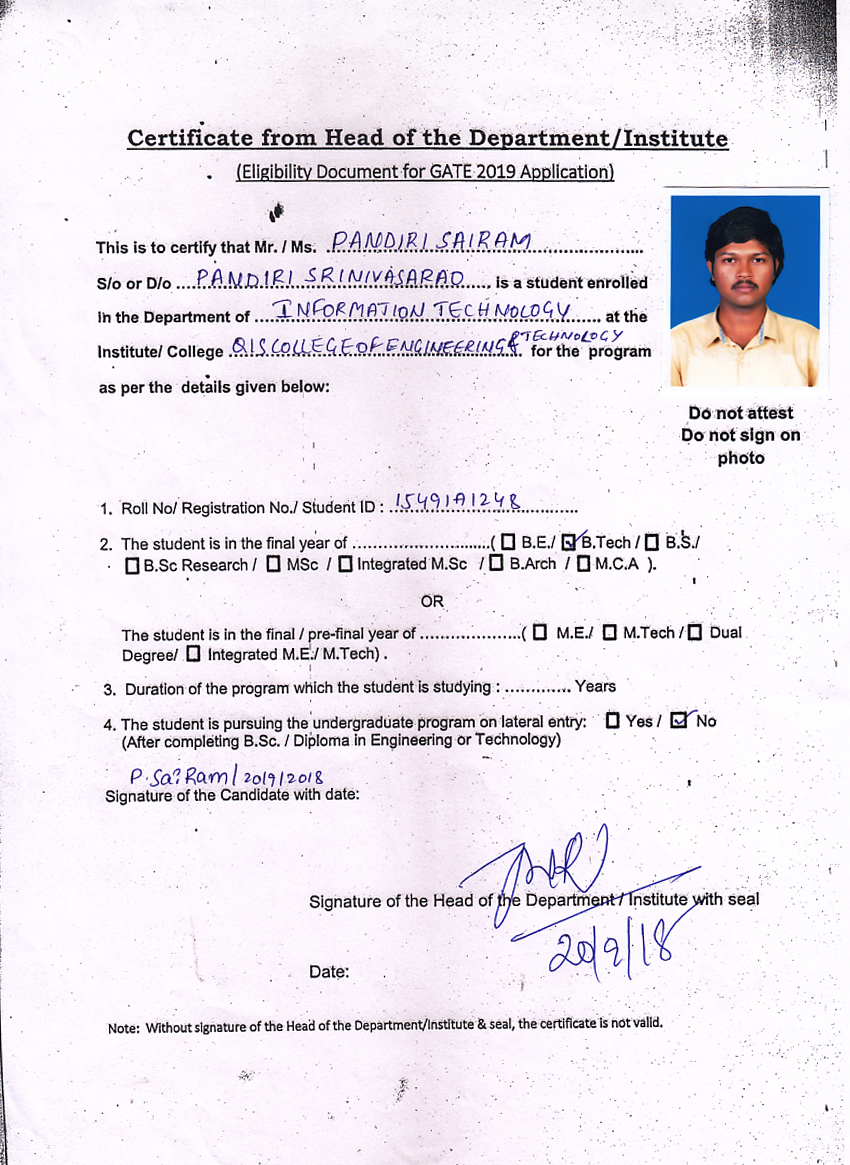 Certificate from Head of the Department/Institute
(Eligibility Document for GATE 2019 Application)
This is to certify that Mr. / Ms. PANDIRI SAIRAM
S/o or D/o PANDIRI SRINIVASARAO, is a student enrolled
in the Department of INFORMATION TECHNOLOGY at the
Institute/ College QIS COLLEGE OF ENGINEERING & TECHNOLOGY for the program
as per the details given below:
Do not attest
Do not sign on
photo
1. Roll No/ Registration No./ Student ID : 15491A1248
2. The student is in the final year of ..........................( ☐ B.E./ ☑ B.Tech / ☐ B.S./
☐ B.Sc Research / ☐ MSc / ☐ Integrated M.Sc / ☐ B.Arch / ☐ M.C.A ).
OR
The student is in the final / pre-final year of .....................( ☐ M.E./ ☐ M.Tech / ☐ Dual
Degree/ ☐ Integrated M.E./ M.Tech) .
3. Duration of the program which the student is studying : ............. Years
4. The student is pursuing the undergraduate program on lateral entry: ☐ Yes / ☑ No
(After completing B.Sc. / Diploma in Engineering or Technology)
P. SaiRam / 20/9/2018
Signature of the Candidate with date:
Signature of the Head of the Department / Institute with seal
20/9/18
Date:
Note: Without signature of the Head of the Department/Institute & seal, the certificate is not valid.